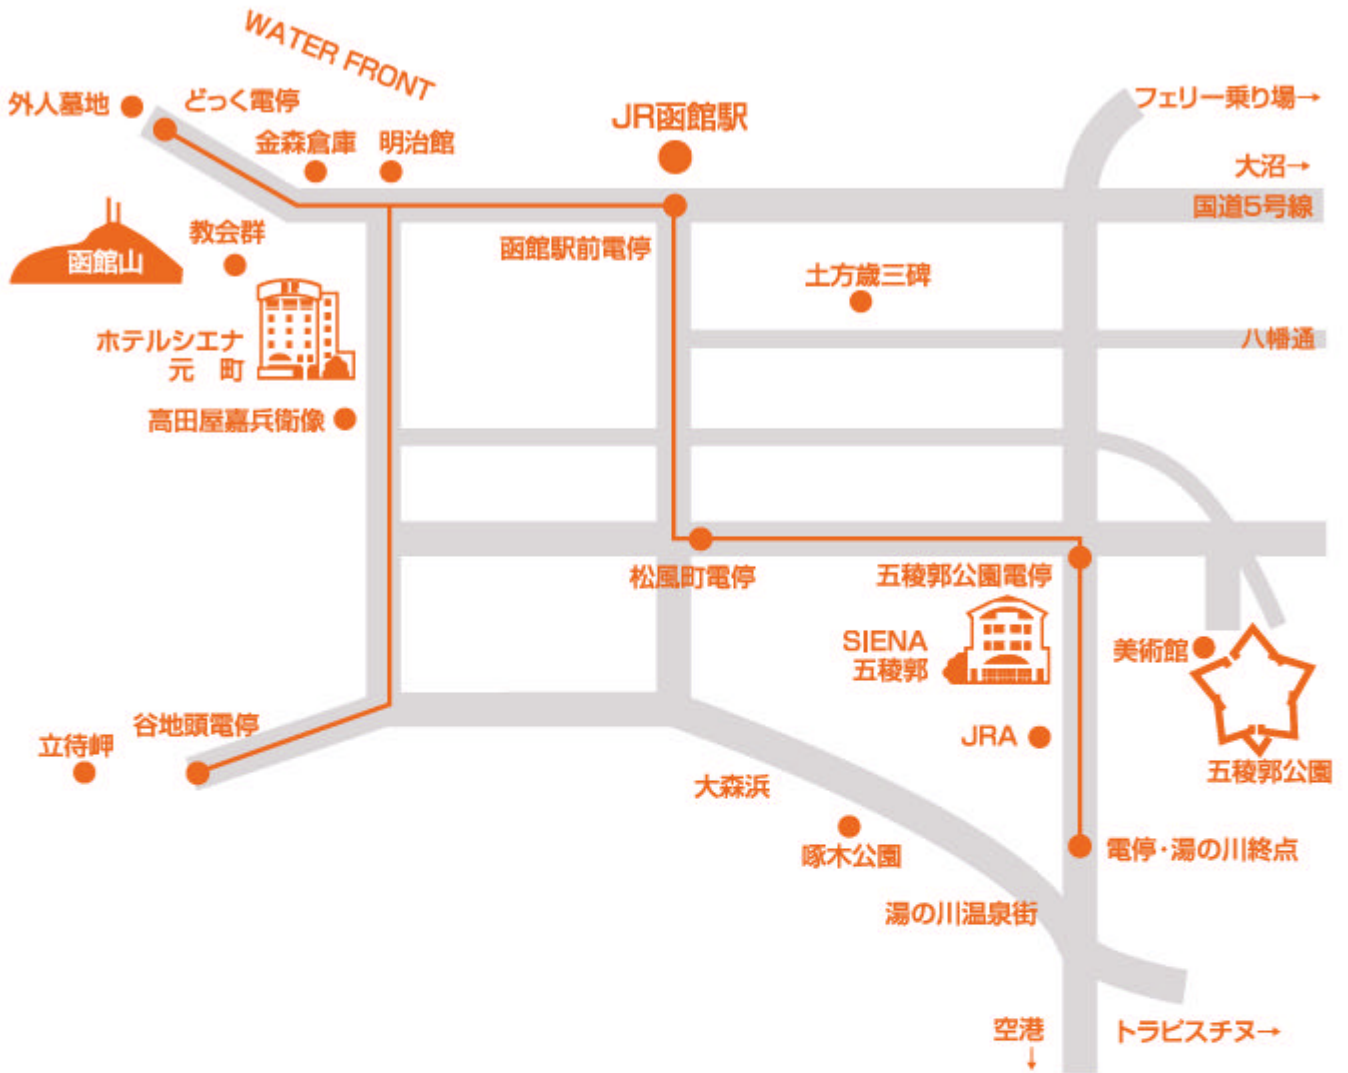 WATER FRONT
外人墓地
どっく電停
金森倉庫
明治館
JR函館駅
フェリー乗り場→
大沼→
国道5号線
教会群
函館山
函館駅前電停
土方歳三碑
八幡通
ホテルシエナ
元 町
高田屋嘉兵衛像
松風町電停
五稜郭公園電停
SIENA
五稜郭
美術館
JRA
五稜郭公園
谷地頭電停
立待岬
大森浜
啄木公園
電停・湯の川終点
湯の川温泉街
空港
↓
トラピスチヌ→